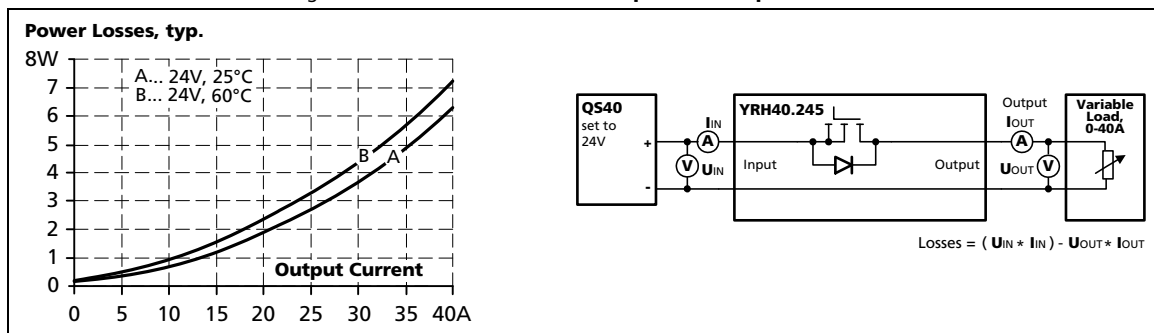 Power Losses, typ.
8W
7
6
5
4
3
2
1
0
A... 24V, 25°C
B... 24V, 60°C
B
A
Output Current
0 5 10 15 20 25 30 35 40A
QS40
set to
24V
+
-
IIN
A
V UIN
YRH40.245
Input
Output
Output
IOUT
A
UOUT V
Variable
Load,
0-40A
Losses = ( UIN * IIN ) - UOUT * IOUT